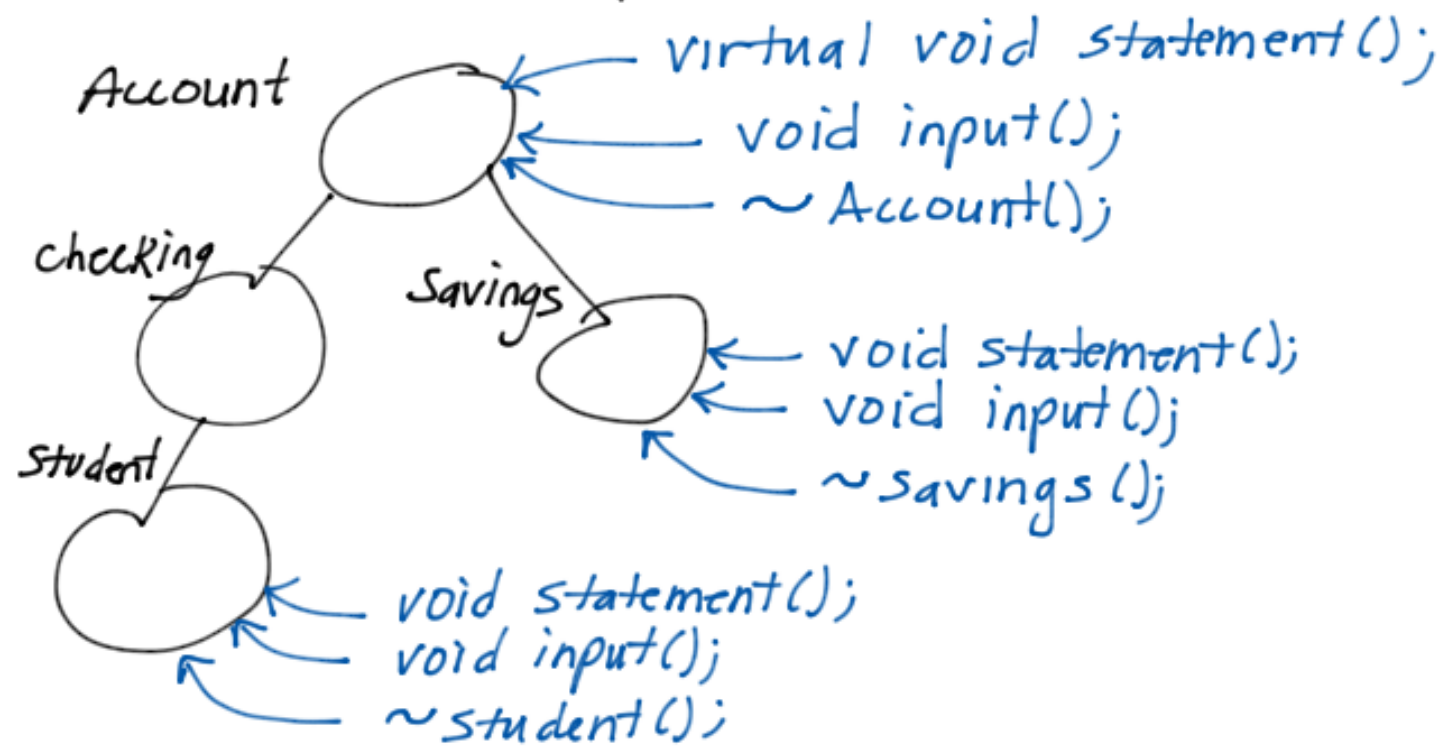 Account
virtual void statement();
void input();
~Account();
checking
Savings
void statement();
void input();
~savings();
student
void statement();
void input();
~student();